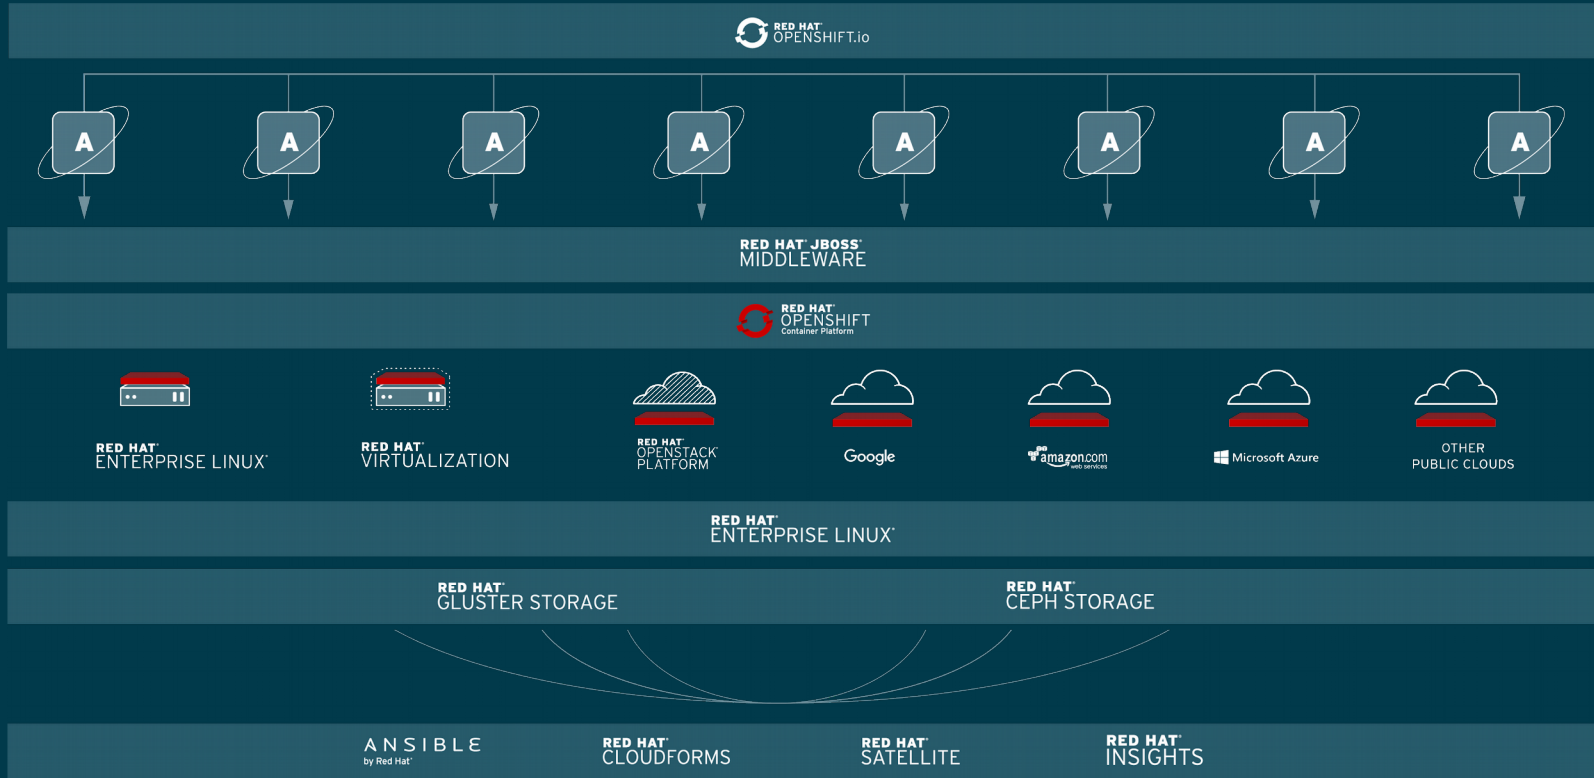 RED HAT®
OPENSHIFT.io
A A A A A A A A
RED HAT® JBOSS®
MIDDLEWARE
RED HAT®
OPENSHIFT
Container Platform
RED HAT®
ENTERPRISE LINUX®
RED HAT®
VIRTUALIZATION
RED HAT®
OPENSTACK®
PLATFORM
Google
amazon.com
web services
Microsoft Azure
OTHER
PUBLIC CLOUDS
RED HAT®
ENTERPRISE LINUX®
RED HAT®
GLUSTER STORAGE
RED HAT®
CEPH STORAGE
ANSIBLE
by Red Hat®
RED HAT®
CLOUDFORMS
RED HAT®
SATELLITE
RED HAT®
INSIGHTS